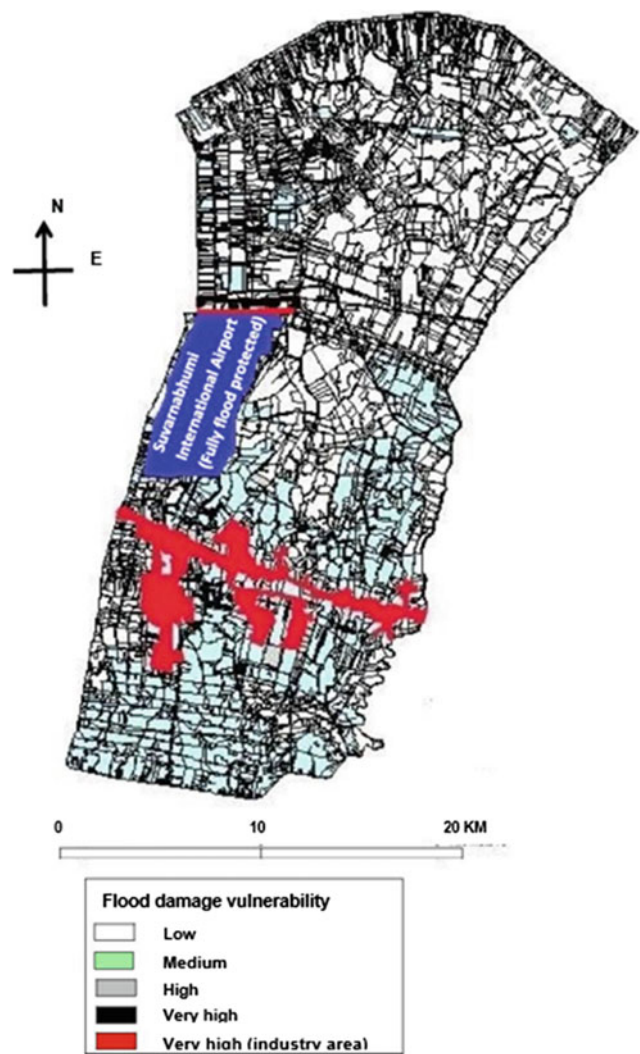 N
E
Suvarnabhumi
International Airport
(Fully flood protected)
0 10 20 KM
Flood damage vulnerability
Low
Medium
High
Very high
Very high (industry area)